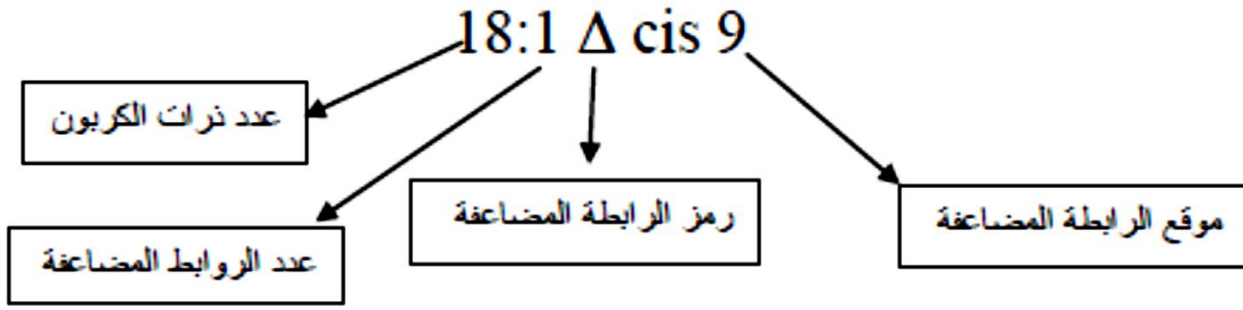 18:1 Δ cis 9
عدد ذرات الكربون
رمز الرابطة المضاعفة
موقع الرابطة المضاعفة
عدد الروابط المضاعفة